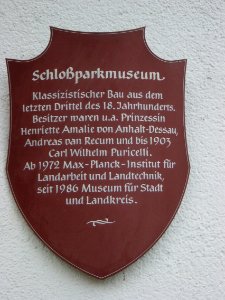 Schloßparkmuseum
Klassizistischer Bau aus dem
letzten Drittel des 18. Jahrhunderts.
Besitzer waren u.a. Prinzessin
Henriette Amalie von Anhalt-Dessau,
Andreas van Recum und bis 1903
Carl Wilhelm Puricelli.
Ab 1972 Max-Planck-Institut für
Landarbeit und Landtechnik,
seit 1986 Museum für Stadt
und Landkreis.